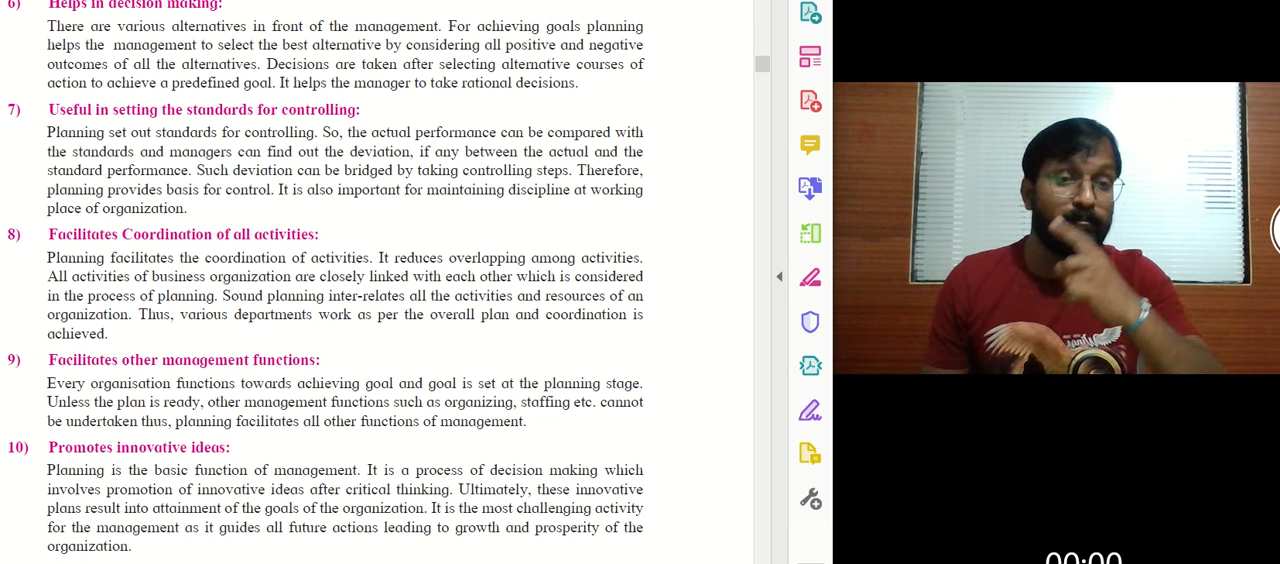 6) Helps in decision making:
There are various alternatives in front of the management. For achieving goals planning
helps the management to select the best alternative by considering all positive and negative
outcomes of all the alternatives. Decisions are taken after selecting alternative courses of
action to achieve a predefined goal. It helps the manager to take rational decisions.
7) Useful in setting the standards for controlling:
Planning set out standards for controlling. So, the actual performance can be compared with
the standards and managers can find out the deviation, if any between the actual and the
standard performance. Such deviation can be bridged by taking controlling steps. Therefore,
planning provides basis for control. It is also important for maintaining discipline at working
place of organization.
8) Facilitates Coordination of all activities:
Planning facilitates the coordination of activities. It reduces overlapping among activities.
All activities of business organization are closely linked with each other which is considered
in the process of planning. Sound planning inter-relates all the activities and resources of an
organization. Thus, various departments work as per the overall plan and coordination is
achieved.
9) Facilitates other management functions:
Every organisation functions towards achieving goal and goal is set at the planning stage.
Unless the plan is ready, other management functions such as organizing, staffing etc. cannot
be undertaken thus, planning facilitates all other functions of management.
10) Promotes innovative ideas:
Planning is the basic function of management. It is a process of decision making which
involves promotion of innovative ideas after critical thinking. Ultimately, these innovative
plans result into attainment of the goals of the organization. It is the most challenging activity
for the management as it guides all future actions leading to growth and prosperity of the
organization.
00:00